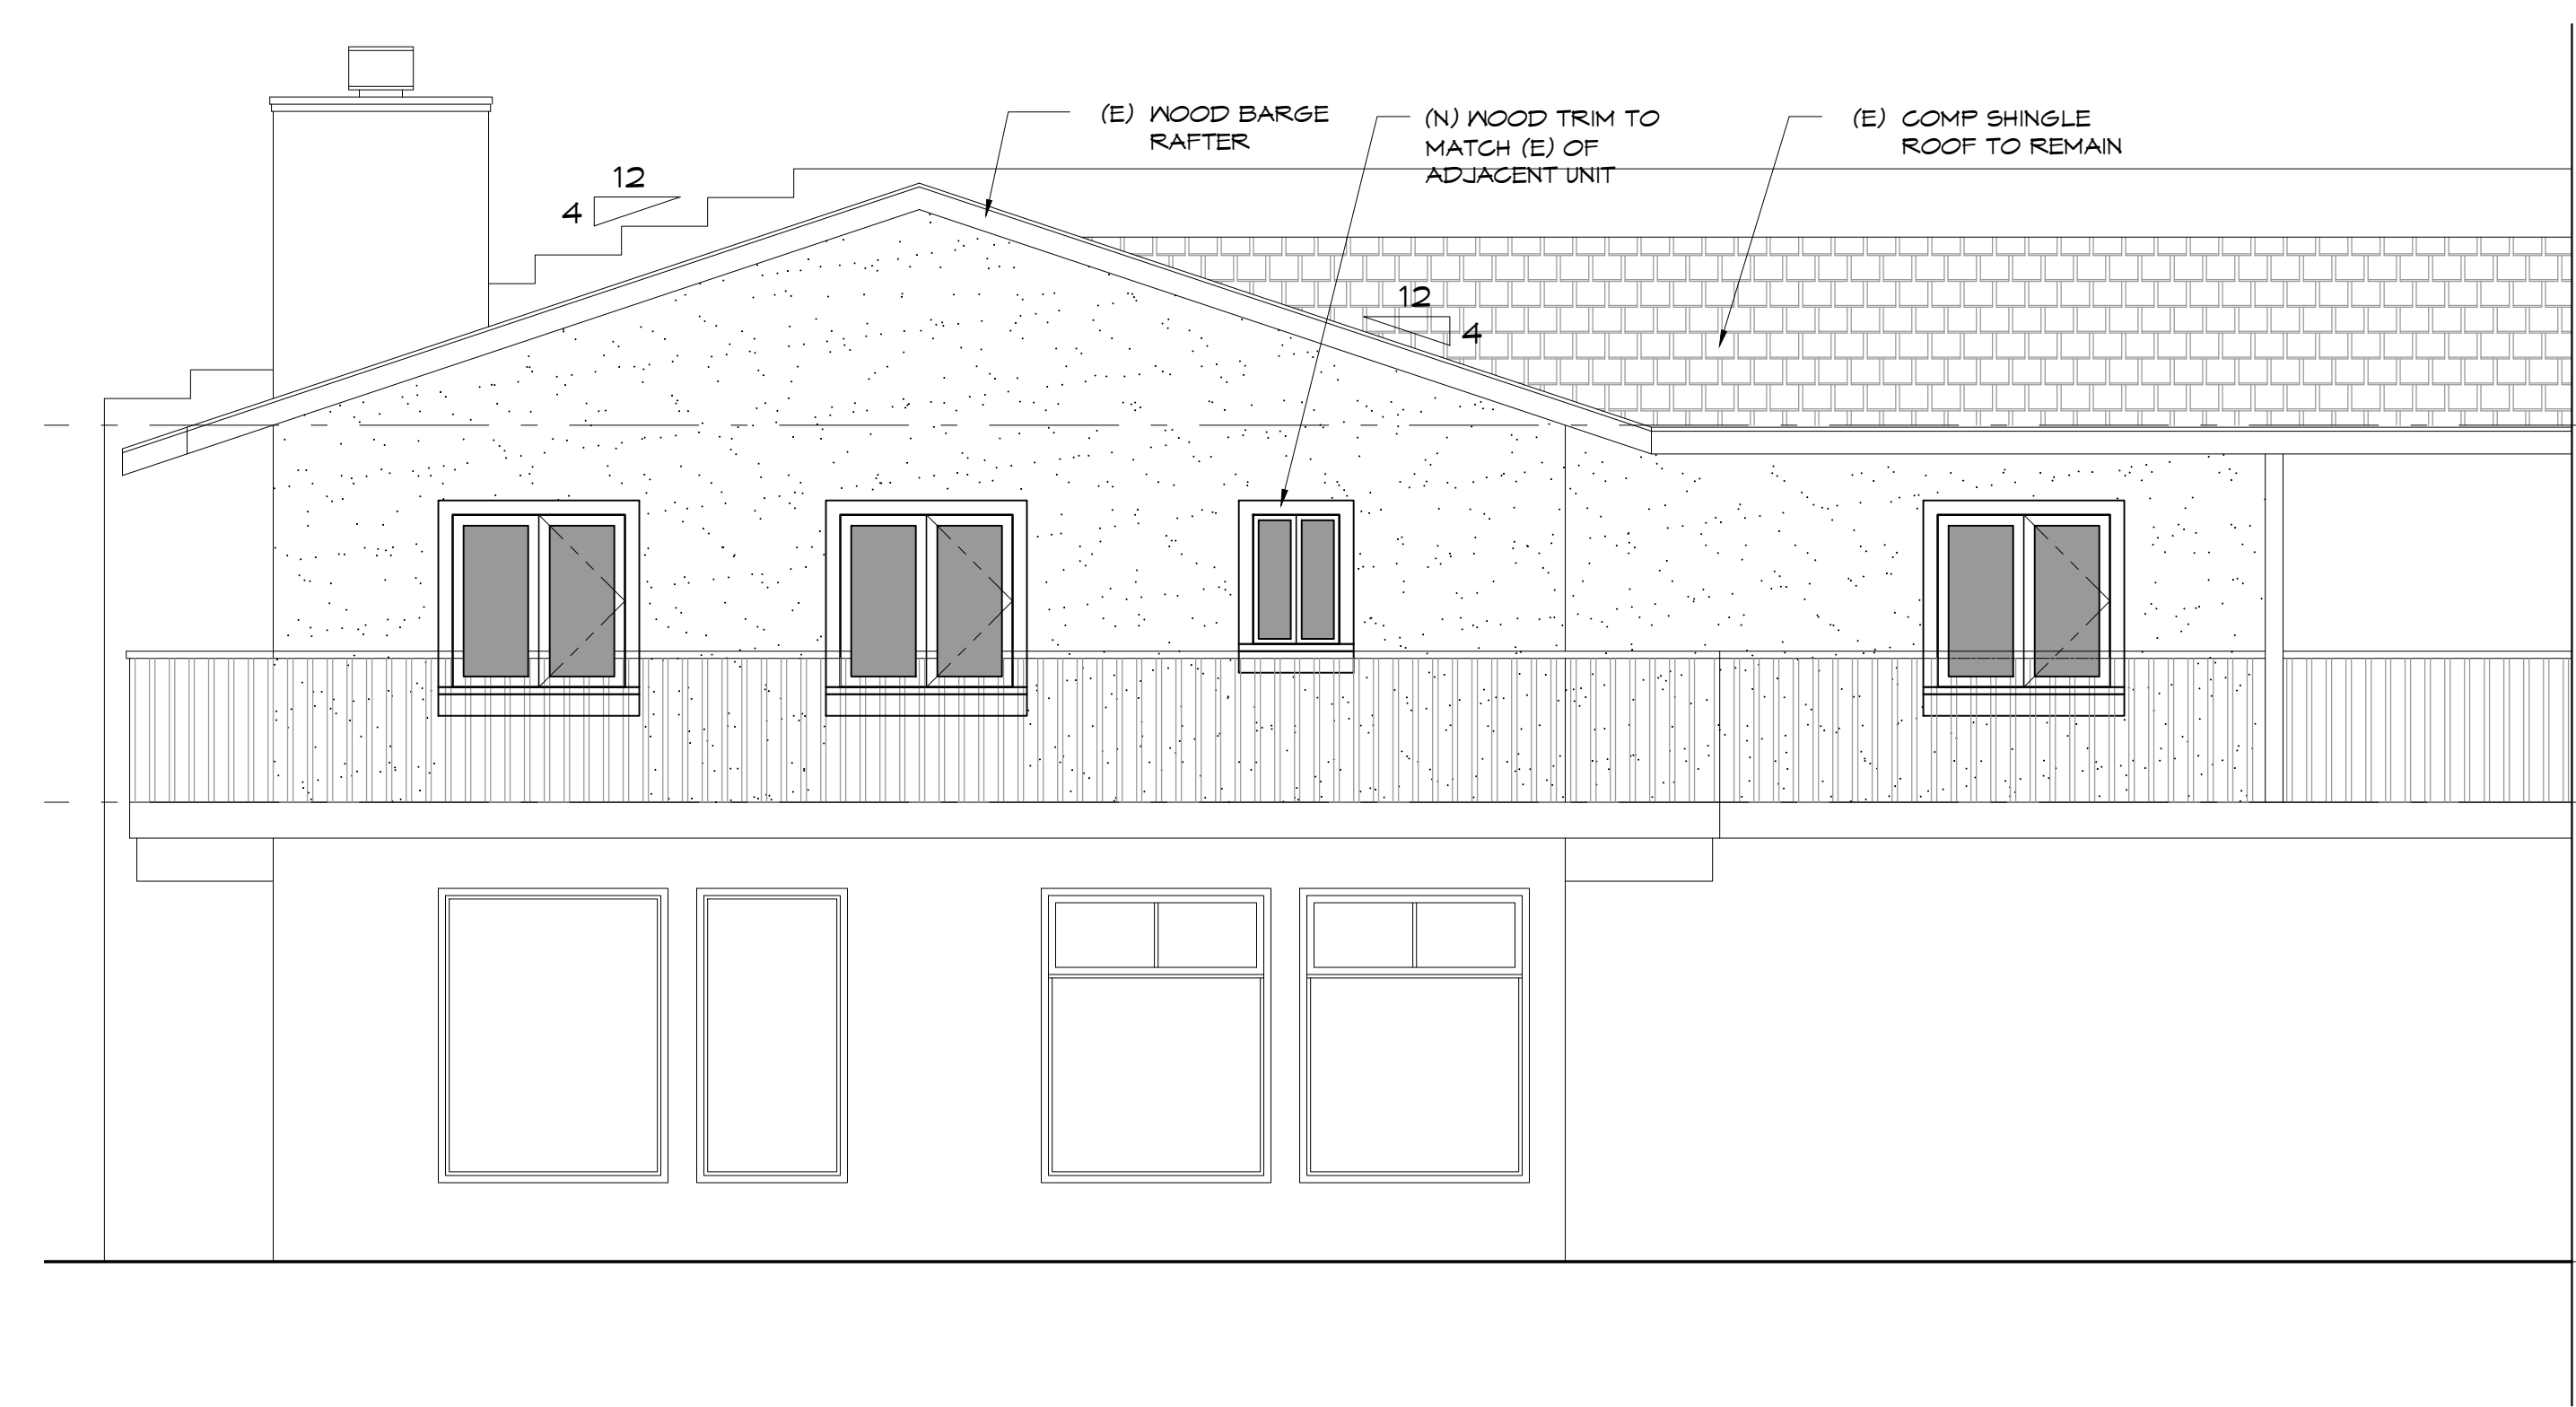 (E) WOOD BARGE
RAFTER
(N) WOOD TRIM TO
MATCH (E) OF
ADJACENT UNIT
(E) COMP SHINGLE
ROOF TO REMAIN
12
4
12
4